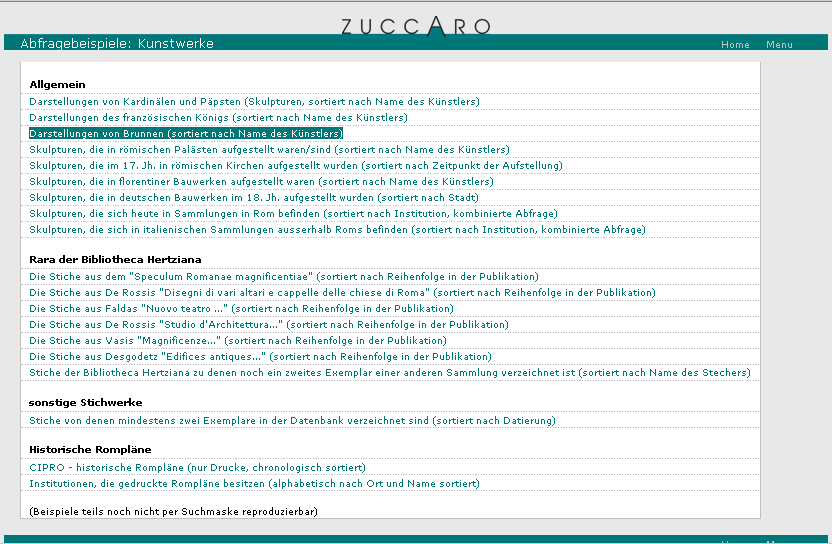 ZUCCARO
Abfragebeispiele: Kunstwerke
Home Menu
Allgemein
Darstellungen von Kardinälen und Päpsten (Skulpturen, sortiert nach Name des Künstlers)
Darstellungen des französischen Königs (sortiert nach Name des Künstlers)
Darstellungen von Brunnen (sortiert nach Name des Künstlers)
Skulpturen, die in römischen Palästen aufgestellt waren/sind (sortiert nach Name des Künstlers)
Skulpturen, die im 17. Jh. in römischen Kirchen aufgestellt wurden (sortiert nach Zeitpunkt der Aufstellung)
Skulpturen, die in florentiner Bauwerken aufgestellt waren (sortiert nach Name des Künstlers)
Skulpturen, die in deutschen Bauwerken im 18. Jh. aufgestellt wurden (sortiert nach Stadt)
Skulpturen, die sich heute in Sammlungen in Rom befinden (sortiert nach Institution, kombinierte Abfrage)
Skulpturen, die sich in italienischen Sammlungen ausserhalb Roms befinden (sortiert nach Institution, kombinierte Abfrage)
Rara der Bibliotheca Hertziana
Die Stiche aus dem "Speculum Romanae magnificentiae" (sortiert nach Reihenfolge in der Publikation)
Die Stiche aus De Rossis "Disegni di vari altari e cappelle delle chiese di Roma" (sortiert nach Reihenfolge in der Publikation)
Die Stiche aus Faldas "Nuovo teatro ..." (sortiert nach Reihenfolge in der Publikation)
Die Stiche aus De Rossis "Studio d'Architettura..." (sortiert nach Reihenfolge in der Publikation)
Die Stiche aus Vasis "Magnificenze..." (sortiert nach Reihenfolge in der Publikation)
Die Stiche aus Desgodetz "Edifices antiques..." (sortiert nach Reihenfolge in der Publikation)
Stiche der Bibliotheca Hertziana zu denen noch ein zweites Exemplar einer anderen Sammlung verzeichnet ist (sortiert nach Name des Stechers)
sonstige Stichwerke
Stiche von denen mindestens zwei Exemplare in der Datenbank verzeichnet sind (sortiert nach Datierung)
Historische Rompläne
CIPRO - historische Rompläne (nur Drucke, chronologisch sortiert)
Institutionen, die gedruckte Rompläne besitzen (alphabetisch nach Ort und Name sortiert)
(Beispiele teils noch nicht per Suchmaske reproduzierbar)